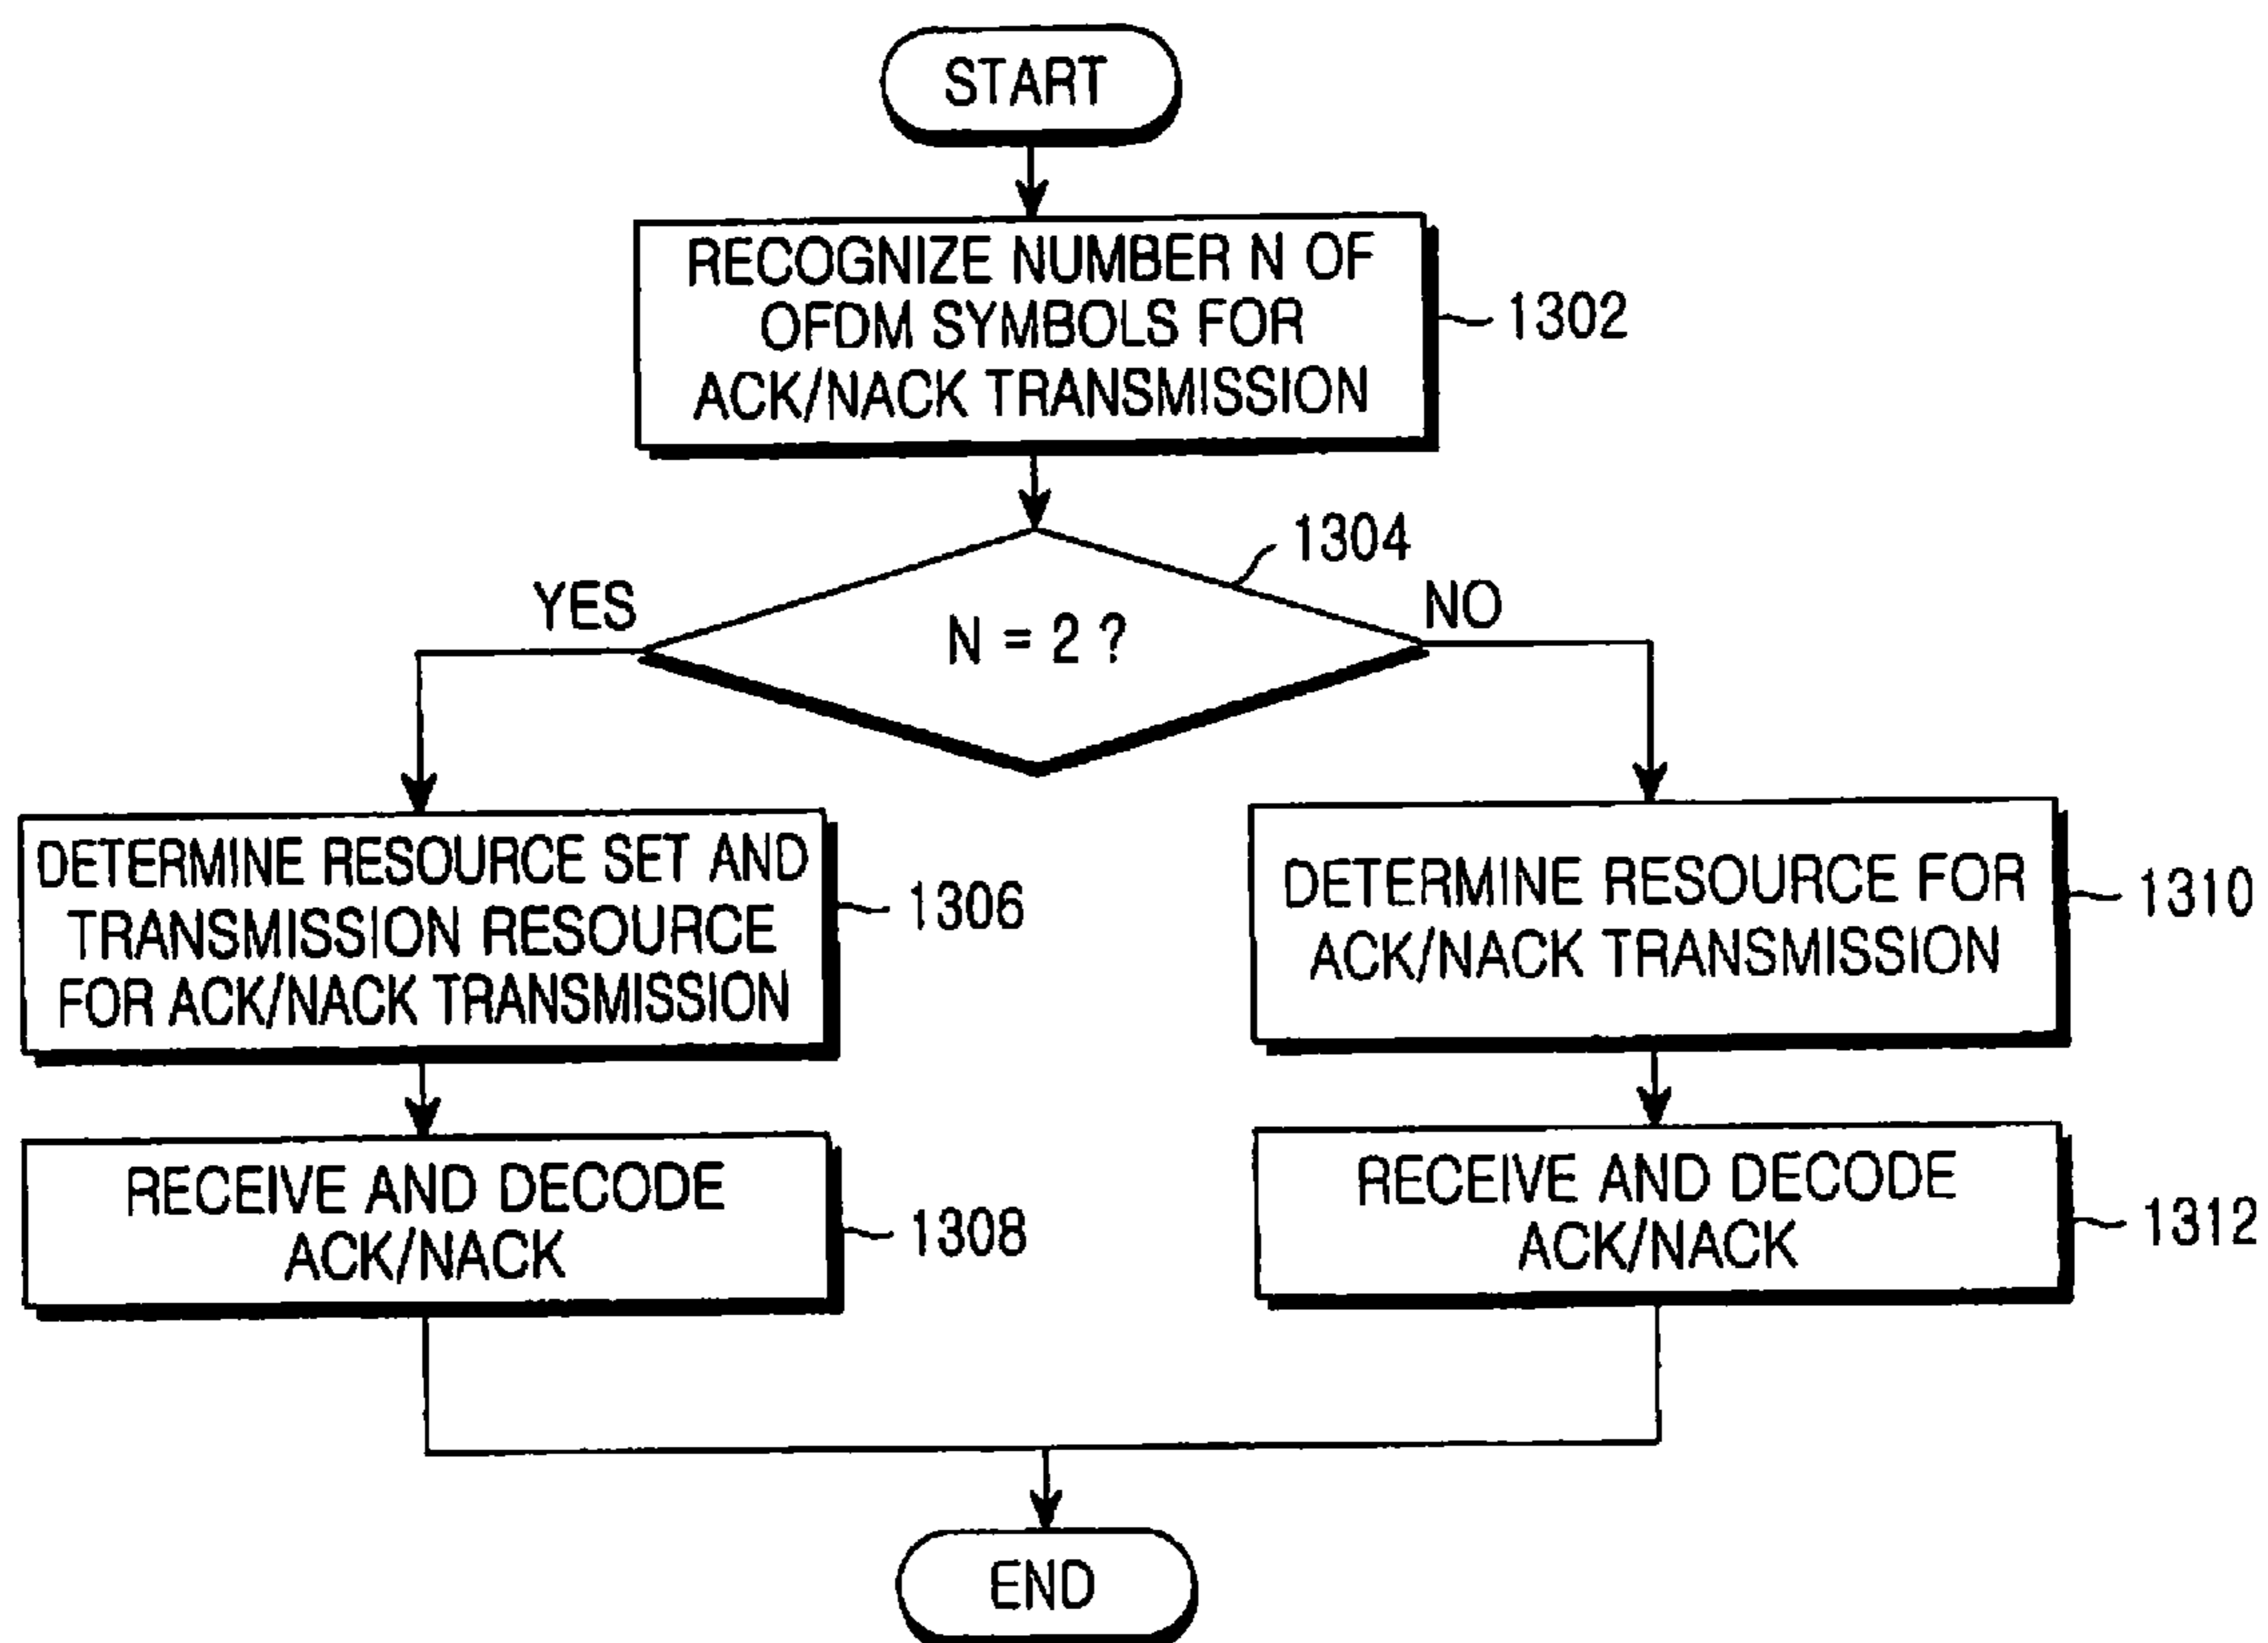 START
RECOGNIZE NUMBER N OF
OFDM SYMBOLS FOR
ACK/NACK TRANSMISSION
1302
1304
YES
N = 2 ?
NO
DETERMINE RESOURCE SET AND
TRANSMISSION RESOURCE
FOR ACK/NACK TRANSMISSION
1306
DETERMINE RESOURCE FOR
ACK/NACK TRANSMISSION
1310
RECEIVE AND DECODE
ACK/NACK
1308
RECEIVE AND DECODE
ACK/NACK
1312
END